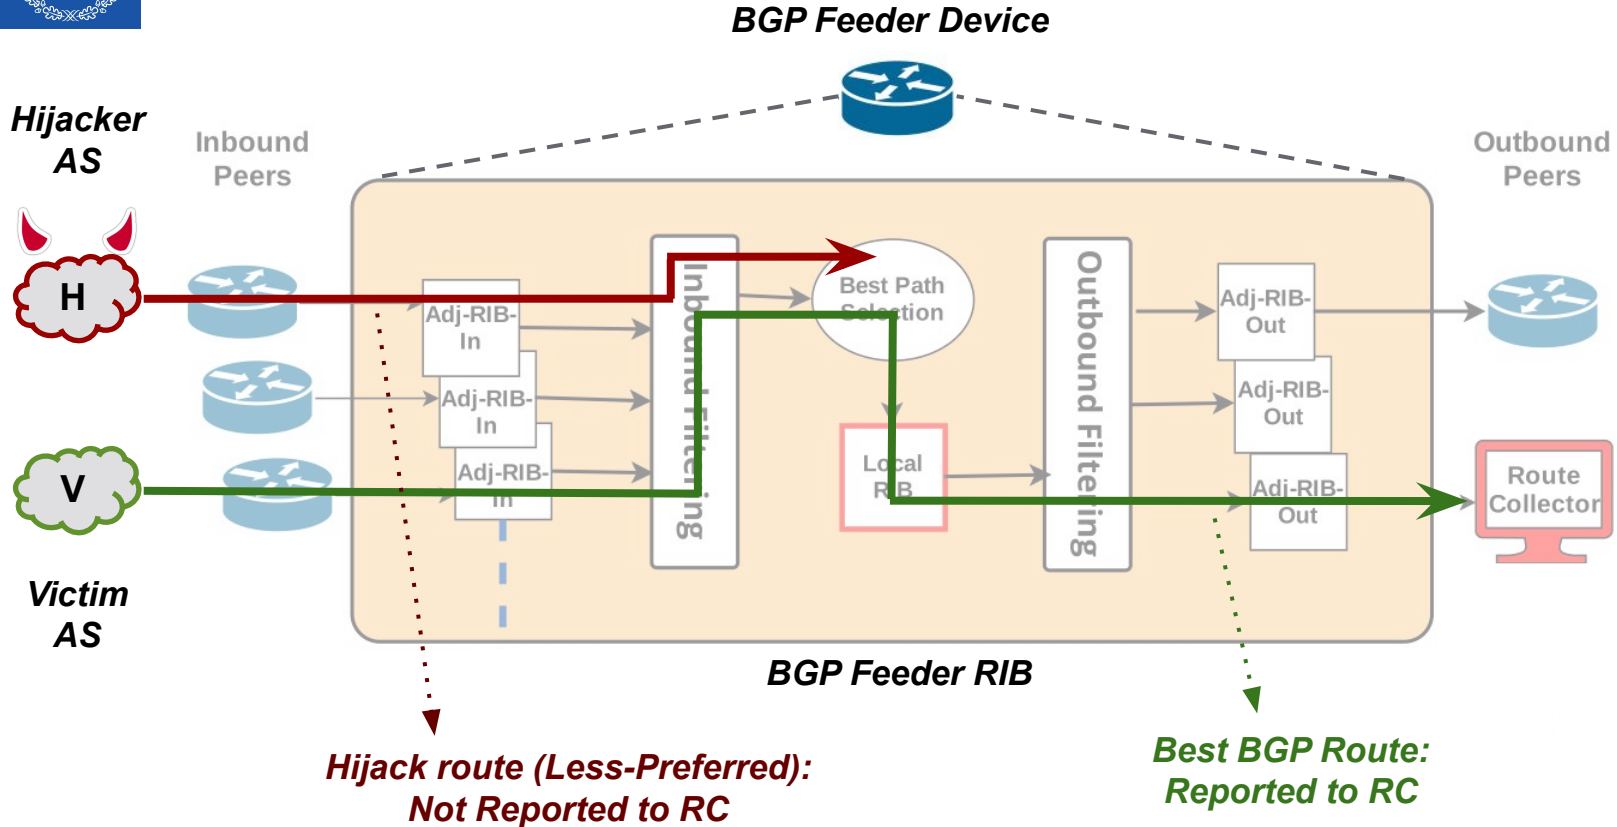 BGP Feeder Device
Hijacker
AS
Inbound
Peers
Outbound
Peers
H
V
Victim
AS
Adj-RIB-
In
Adj-RIB-
In
Adj-RIB-
In
Inbound Filtering
Best Path
Selection
Local
RIB
Outbound Filtering
Adj-RIB-
Out
Adj-RIB-
Out
Adj-RIB-
Out
Route
Collector
BGP Feeder RIB
Hijack route (Less-Preferred):
Not Reported to RC
Best BGP Route:
Reported to RC